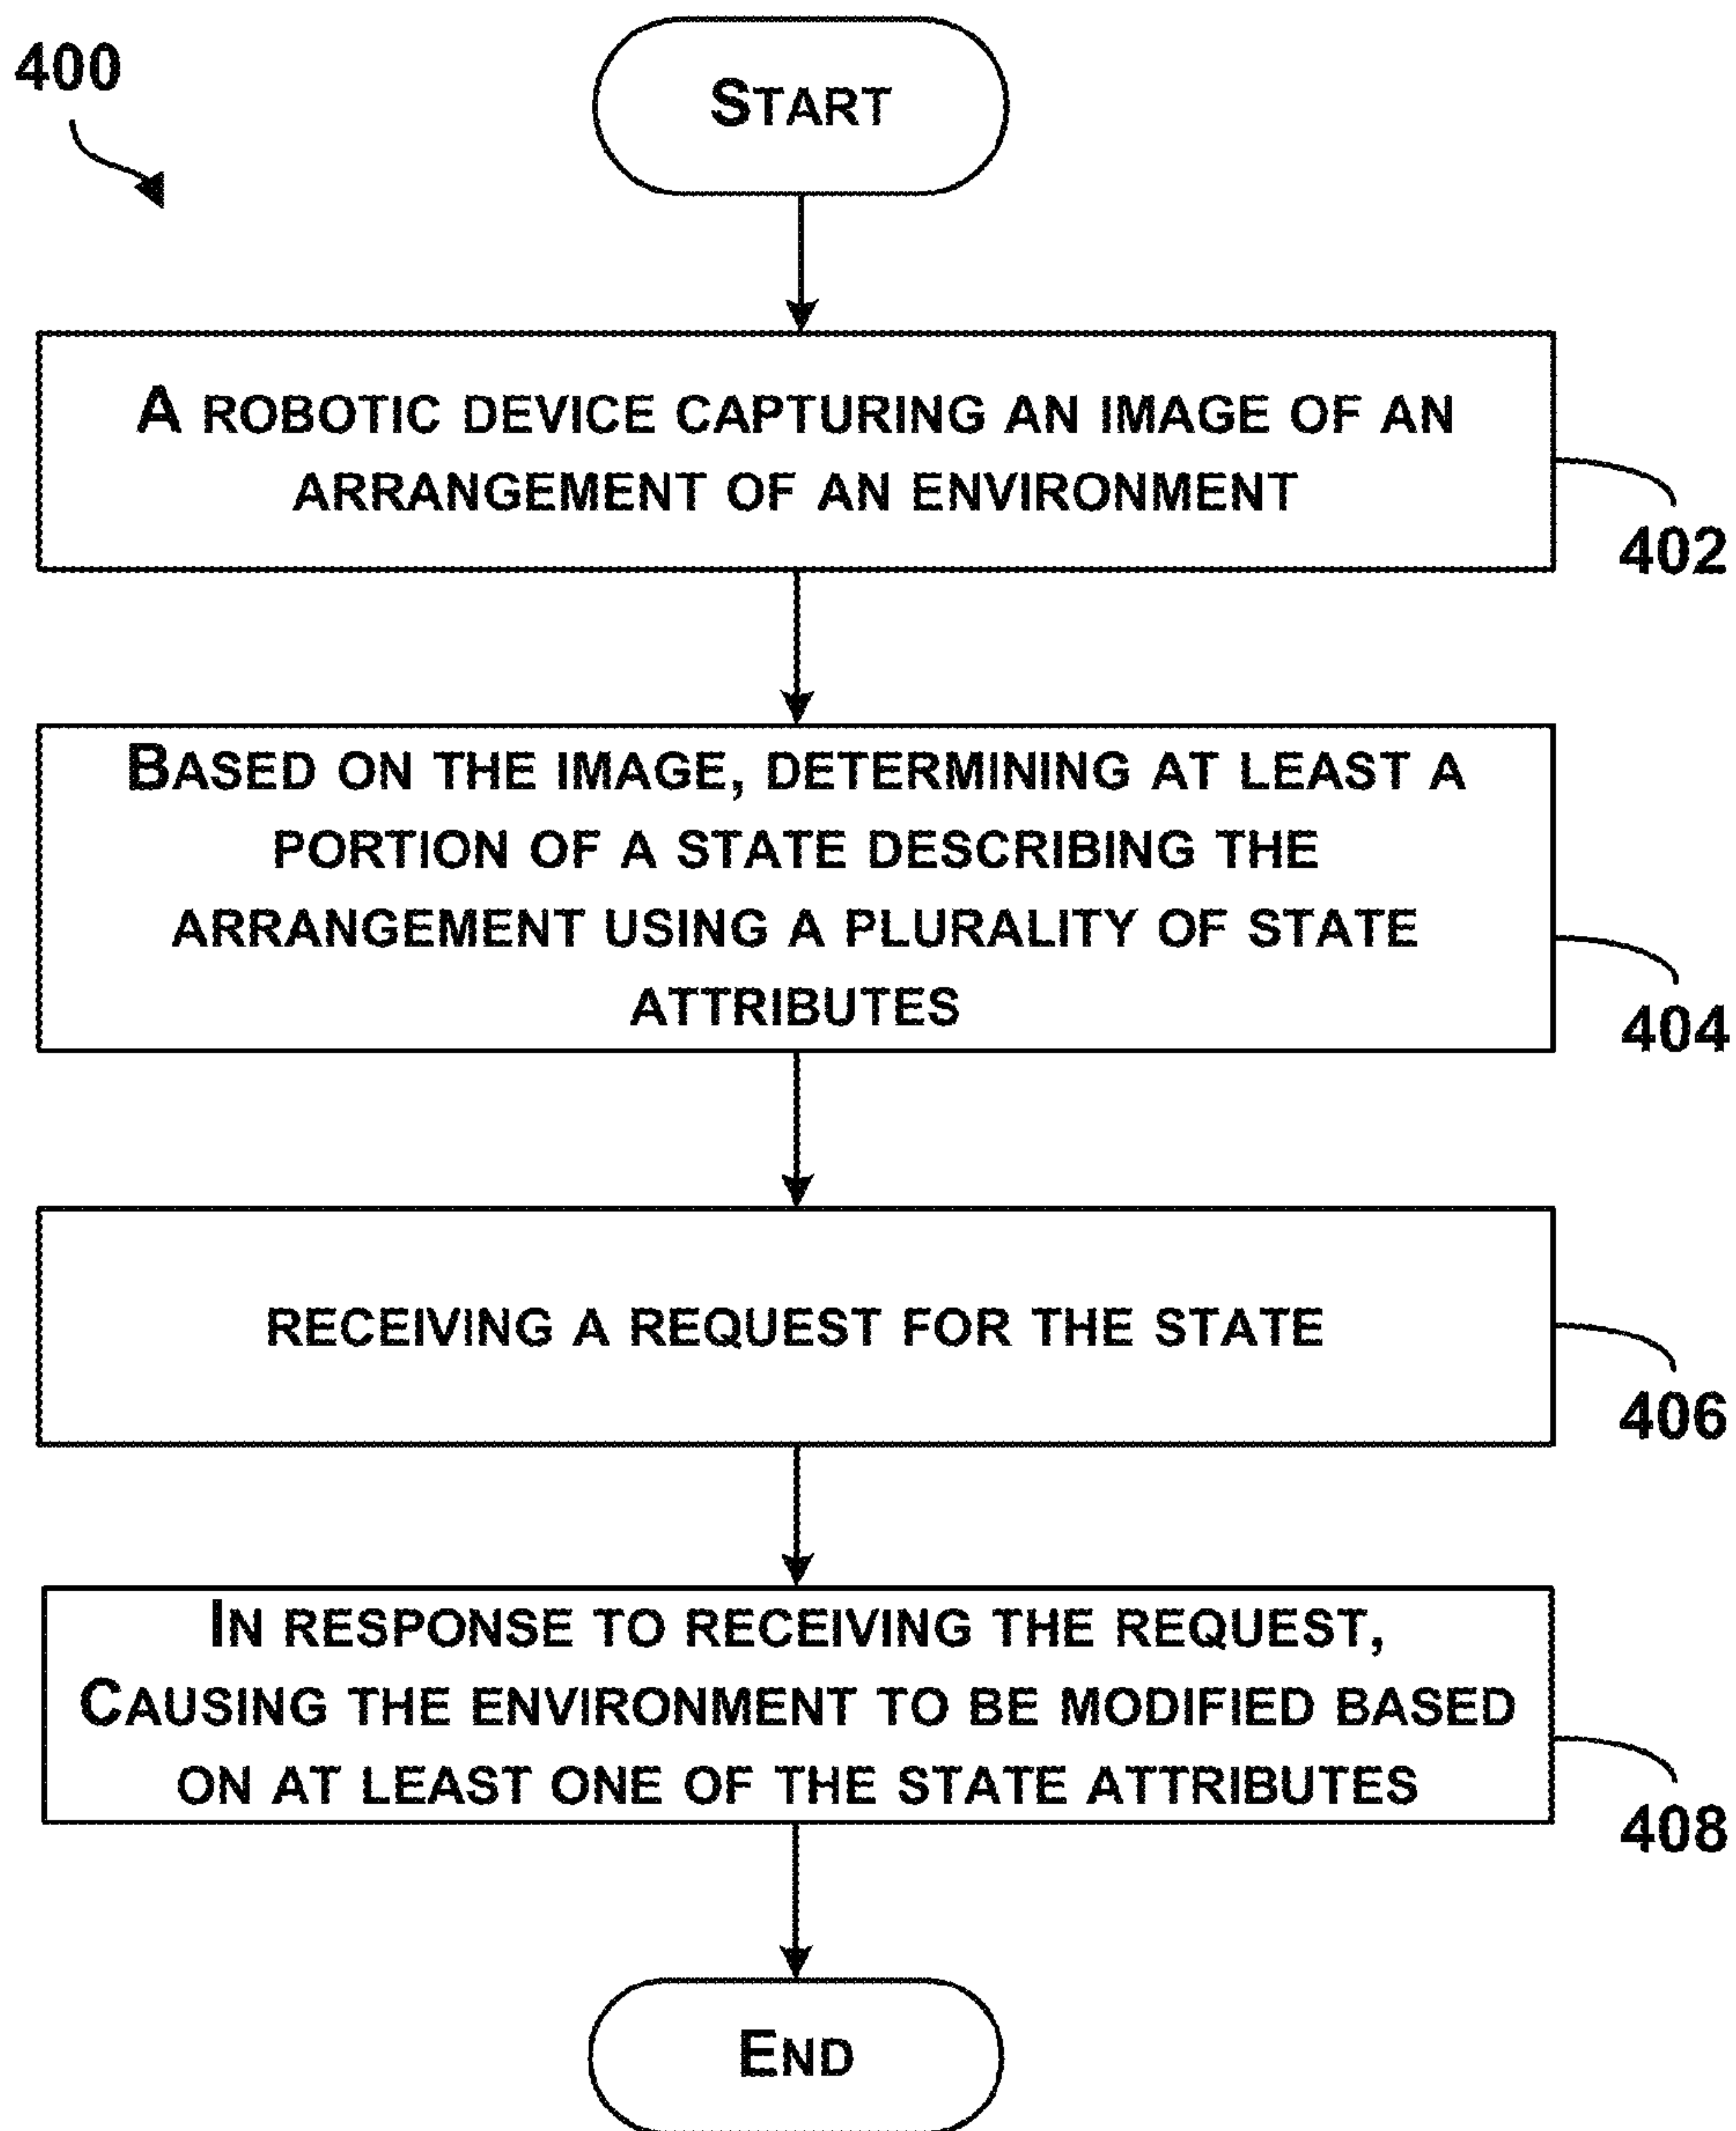 400
START
A ROBOTIC DEVICE CAPTURING AN IMAGE OF AN
ARRANGEMENT OF AN ENVIRONMENT
402
BASED ON THE IMAGE, DETERMINING AT LEAST A
PORTION OF A STATE DESCRIBING THE
ARRANGEMENT USING A PLURALITY OF STATE
ATTRIBUTES
404
RECEIVING A REQUEST FOR THE STATE
406
IN RESPONSE TO RECEIVING THE REQUEST,
CAUSING THE ENVIRONMENT TO BE MODIFIED BASED
ON AT LEAST ONE OF THE STATE ATTRIBUTES
408
END